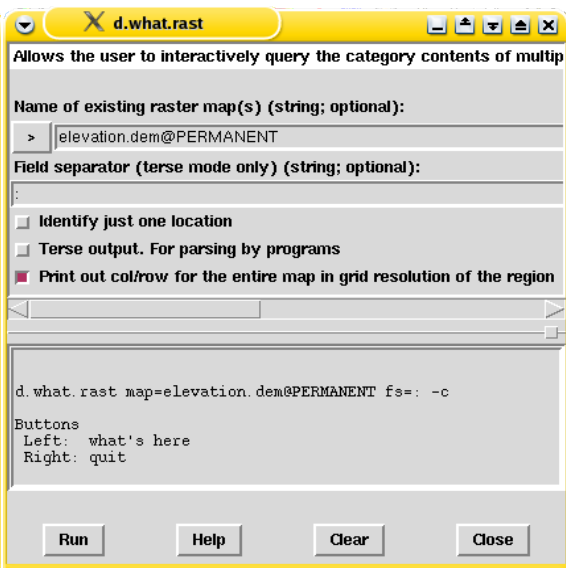 d.what.rast
Allows the user to interactively query the category contents of multip
Name of existing raster map(s) (string; optional):
> elevation.dem@PERMANENT
Field separator (terse mode only) (string; optional):
:
Identify just one location
Terse output. For parsing by programs
Print out col/row for the entire map in grid resolution of the region
d.what.rast map=elevation.dem@PERMANENT fs=: -c
Buttons
Left: what's here
Right: quit
Run Help Clear Close